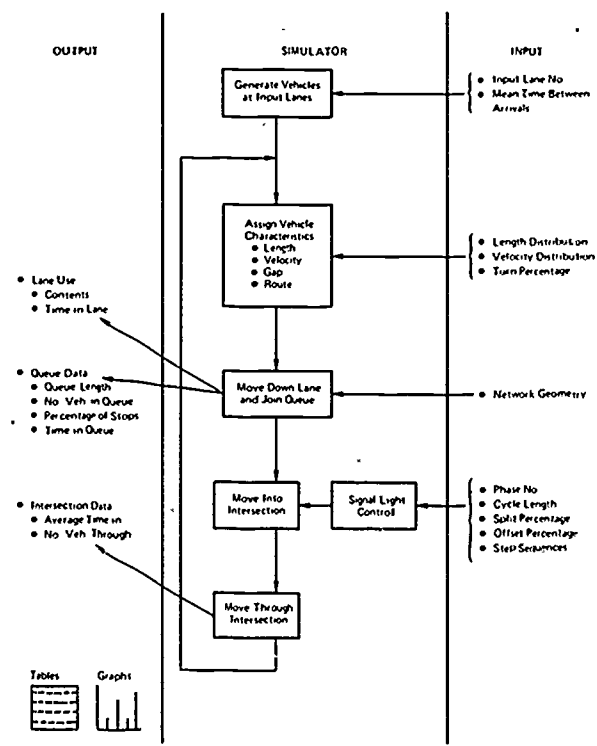 OUTPUT
SIMULATOR
INPUT
Generate Vehicles
at Input Lanes
• Input Lane No
• Mean Time Between
Arrivals
Assign Vehicle
Characteristics
• Length
• Velocity
• Gap
• Route
• Length Distribution
• Velocity Distribution
• Turn Percentage
• Lane Use
• Contents
• Time in Lane
• Queue Data
• Queue Length
• No Veh in Queue
• Percentage of Stops
• Time in Queue
Move Down Lane
and Join Queue
• Network Geometry
• Intersection Data
• Average Time in
• No Veh Through
Move Into
Intersection
Signal Light
Control
• Phase No
• Cycle Length
• Split Percentage
• Offset Percentage
• Step Sequences
Move Through
Intersection
Tables
Graphs